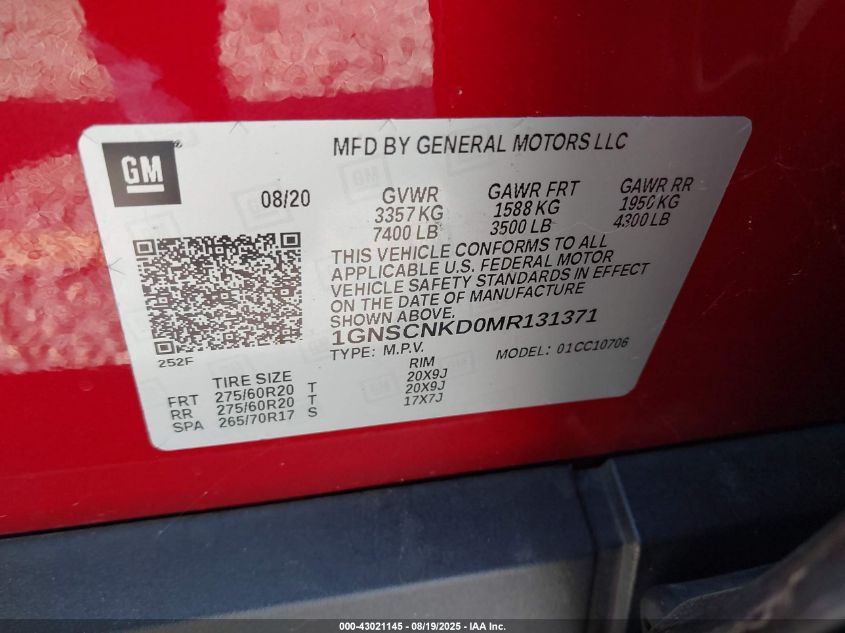 GM
®
MFD BY GENERAL MOTORS LLC
08/20
GVWR
3357 KG
7400 LB
GAWR FRT
1588 KG
3500 LB
GAWR RR
1950 KG
4300 LB
THIS VEHICLE CONFORMS TO ALL
APPLICABLE U.S. FEDERAL MOTOR
VEHICLE SAFETY STANDARDS IN EFFECT
ON THE DATE OF MANUFACTURE
SHOWN ABOVE.
1GNSCNKD0MR131371
TYPE: M.P.V.
MODEL: 01CC10706
252F
TIRE SIZE
RIM
FRT 275/60R20 T 20X9J
RR 275/60R20 T 20X9J
SPA 265/70R17 S 17X7J
000-43021145 - 08/19/2025 - IAA Inc.